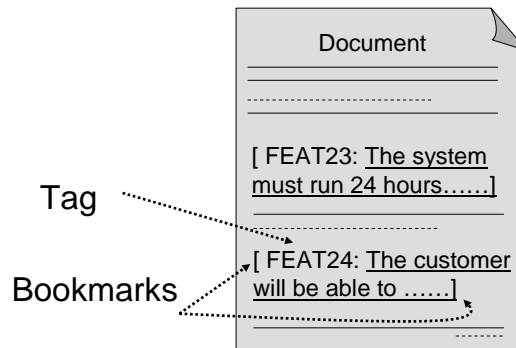 Document
[ FEAT23: The system
must run 24 hours……]
Tag
[ FEAT24: The customer
will be able to ……]
Bookmarks